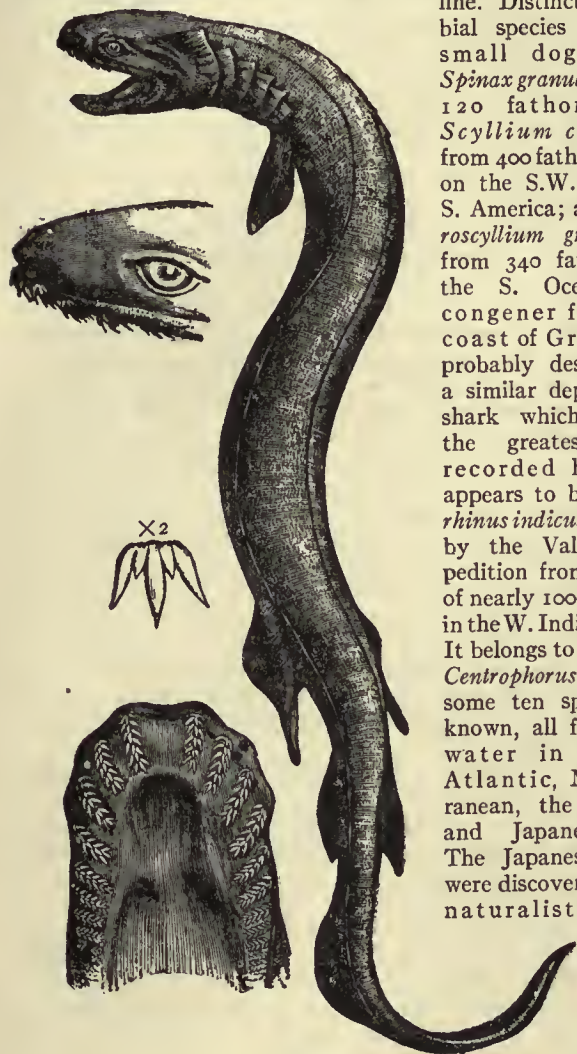 line. Distinct
bial species
small dog
Spinax granu
120 fathom
Scyllium c
from 400 fath
on the S.W.
S. America; a
roscyllium gr
from 340 fa
the S. Oce
congener f
coast of Gr
probably des
a similar dep
shark which
the greates
recorded h
appears to b
rhinus indicu
by the Val
pedition from
of nearly 100
in the W. Indi
It belongs to
Centrophorus
some ten sp
known, all f
water in
Atlantic, M
ranean, the
and Japane
The Japanes
were discover
naturalist
×2